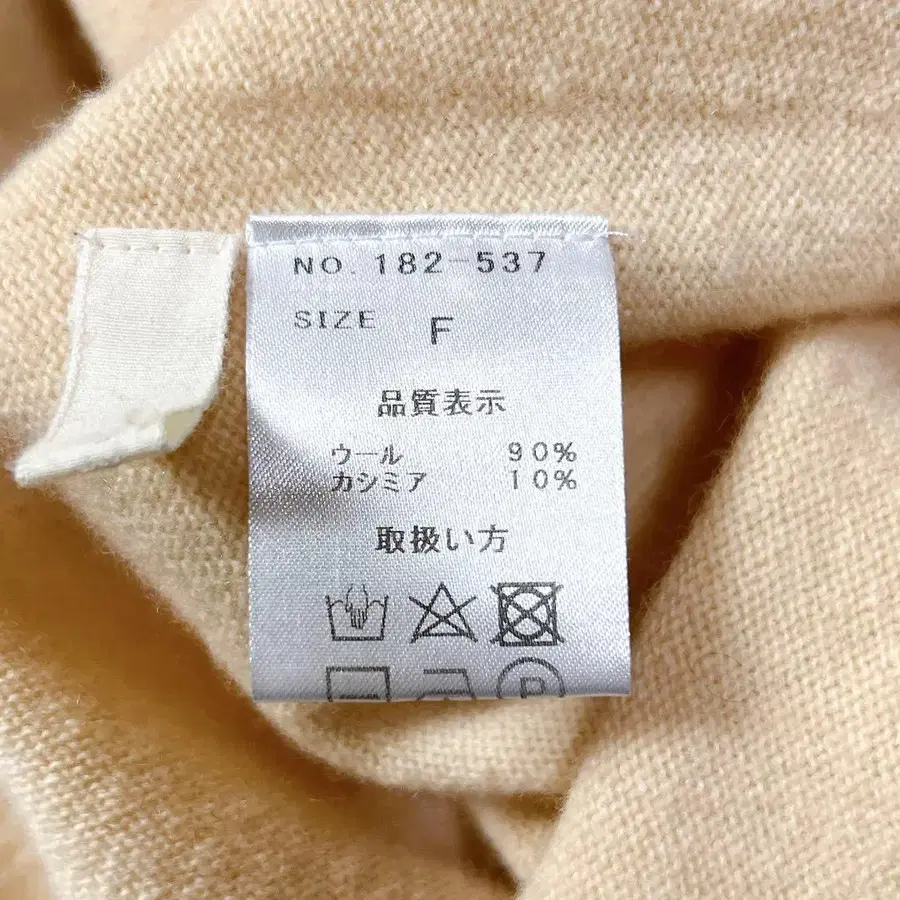 NO. 182-537
SIZE F
品質表示
ウール 90%
カシミア 10%
取扱い方
P